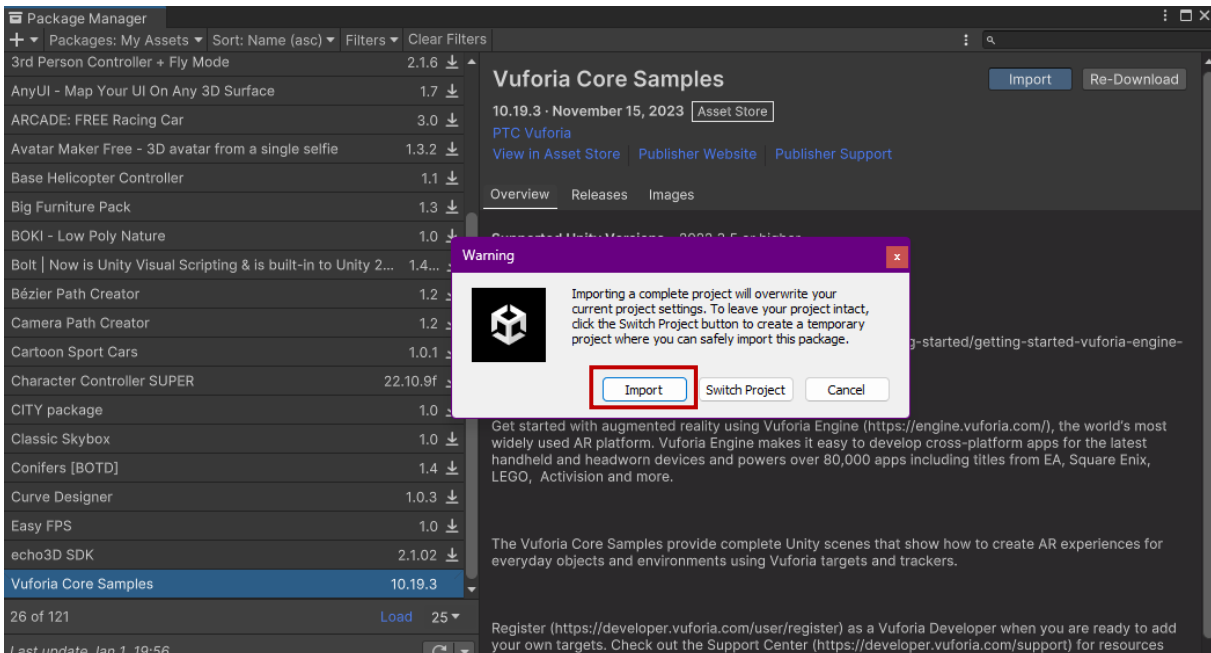 Package Manager
Packages: My Assets Sort: Name (asc) Filters Clear Filters
3rd Person Controller + Fly Mode 2.1.6
AnyUI - Map Your UI On Any 3D Surface 1.7
ARCADE: FREE Racing Car 3.0
Avatar Maker Free - 3D avatar from a single selfie 1.3.2
Base Helicopter Controller 1.1
Big Furniture Pack 1.3
BOKI - Low Poly Nature 1.0
Bolt | Now is Unity Visual Scripting & is built-in to Unity 2... 1.4...
Bézier Path Creator 1.2
Camera Path Creator 1.2
Cartoon Sport Cars 1.0.1
Character Controller SUPER 22.10.9f
CITY package 1.0
Classic Skybox 1.0
Conifers [BOTD] 1.4
Curve Designer 1.0.3
Easy FPS 1.0
echo3D SDK 2.1.02
Vuforia Core Samples 10.19.3
26 of 121 Load 25
Last update Jan 1, 19:56
Vuforia Core Samples
Import Re-Download
10.19.3 · November 15, 2023 Asset Store
PTC Vuforia
View in Asset Store Publisher Website Publisher Support
Overview Releases Images
Supported Unity Versions 2022.3.5 or higher
Warning
x
Importing a complete project will overwrite your
current project settings. To leave your project intact,
click the Switch Project button to create a temporary
project where you can safely import this package.
Import Switch Project Cancel
g-started/getting-started-vuforia-engine-
Get started with augmented reality using Vuforia Engine (https://engine.vuforia.com/), the world's most
widely used AR platform. Vuforia Engine makes it easy to develop cross-platform apps for the latest
handheld and headworn devices and powers over 80,000 apps including titles from EA, Square Enix,
LEGO, Activision and more.
The Vuforia Core Samples provide complete Unity scenes that show how to create AR experiences for
everyday objects and environments using Vuforia targets and trackers.
Register (https://developer.vuforia.com/user/register) as a Vuforia Developer when you are ready to add
your own targets. Check out the Support Center (https://developer.vuforia.com/support) for resources